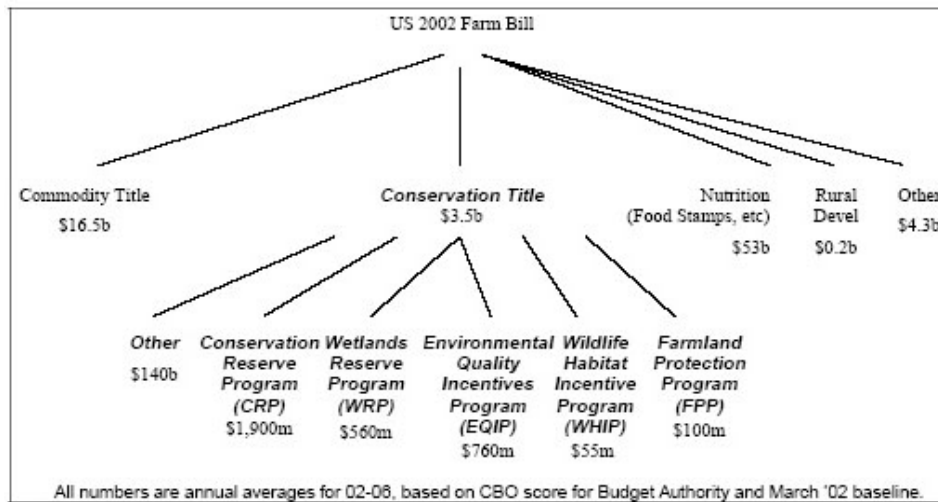 US 2002 Farm Bill
Commodity Title
$16.5b
Conservation Title
$3.5b
Nutrition
(Food Stamps, etc)
$53b
Rural
Devel
$0.2b
Other
$4.3b
Other
$140b
Conservation
Reserve
Program
(CRP)
$1,900m
Wetlands
Reserve
Program
(WRP)
$560m
Environmental
Quality
Incentives
Program
(EQIP)
$760m
Wildlife
Habitat
Incentive
Program
(WHIP)
$55m
Farmland
Protection
Program
(FPP)
$100m
All numbers are annual averages for 02-06, based on CBO score for Budget Authority and March '02 baseline.